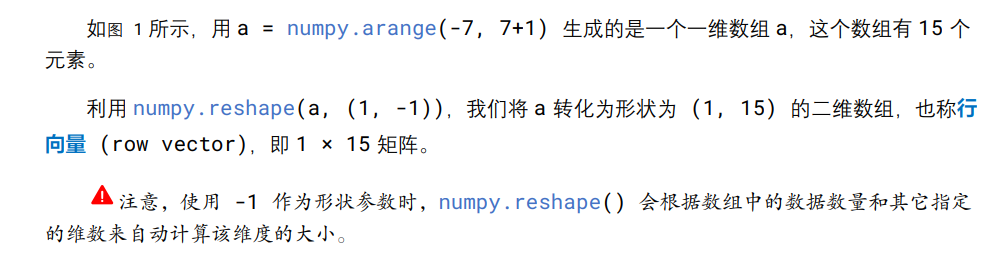 如图 1 所示，用 a = numpy.arange(-7, 7+1) 生成的是一个一维数组 a，这个数组有 15 个
元素。
利用 numpy.reshape(a, (1, -1))，我们将 a 转化为形状为 (1, 15) 的二维数组，也称行
向量 (row vector)，即 1 × 15 矩阵。
注意，使用 -1 作为形状参数时，numpy.reshape() 会根据数组中的数据数量和其它指定
的维数来自动计算该维度的大小。